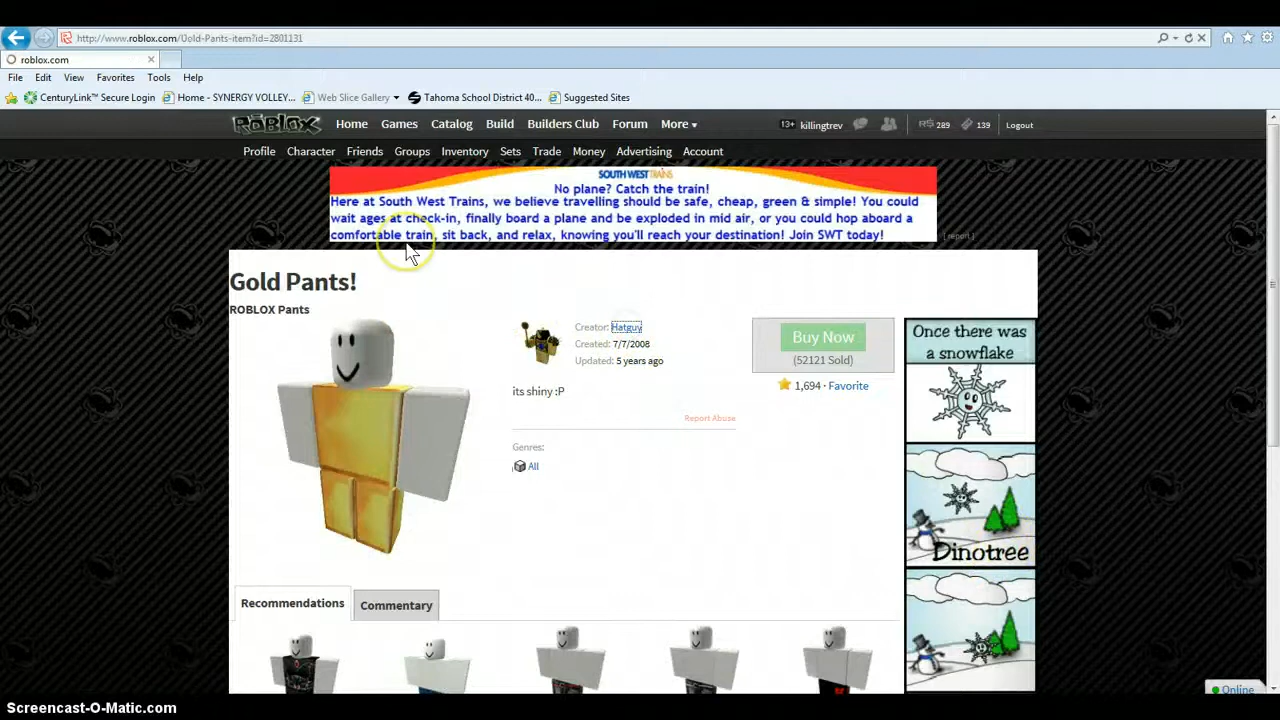 http://www.roblox.com/Gold-Pants-item?id=2801131
roblox.com
File Edit View Favorites Tools Help
CenturyLink™ Secure Login Home - SYNERGY VOLLEY... Web Slice Gallery Tahoma School District 40... Suggested Sites
ROBLOX Home Games Catalog Build Builders Club Forum More 13+ killingtrev R$ 289 139 Logout
Profile Character Friends Groups Inventory Sets Trade Money Advertising Account
SOUTH WEST TRAINS
No plane? Catch the train!
Here at South West Trains, we believe travelling should be safe, cheap, green & simple! You could
wait ages at check-in, finally board a plane and be exploded in mid air, or you could hop aboard a
comfortable train, sit back, and relax, knowing you'll reach your destination! Join SWT today!
[ report ]
Gold Pants!
ROBLOX Pants
Creator: Hatguy
Created: 7/7/2008
Updated: 5 years ago
its shiny :P
Report Abuse
Genres:
All
Buy Now
(52121 Sold)
1,694 · Favorite
Once there was
a snowflake
Dinotree
Recommendations Commentary
Online
Screencast-O-Matic.com